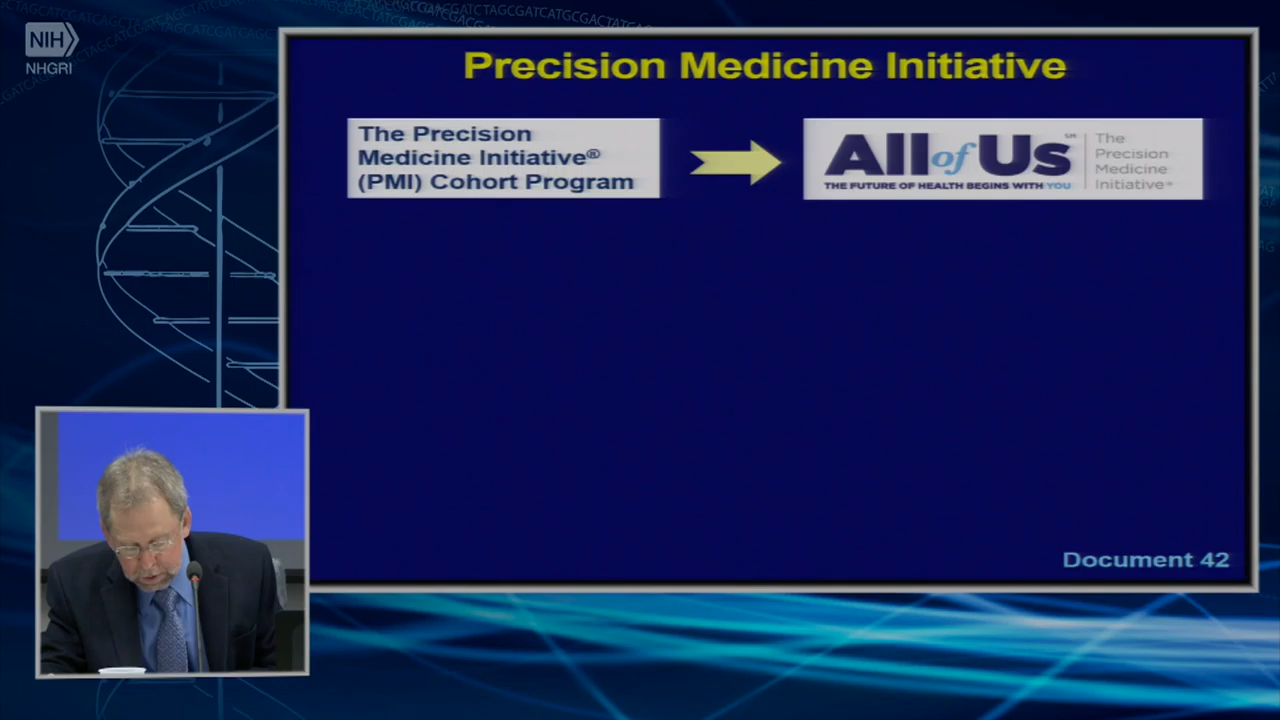 NIH
NHGRI
Precision Medicine Initiative
The Precision
Medicine Initiative®
(PMI) Cohort Program
All of Us℠
THE FUTURE OF HEALTH BEGINS WITH YOU
The
Precision
Medicine
Initiative®
Document 42